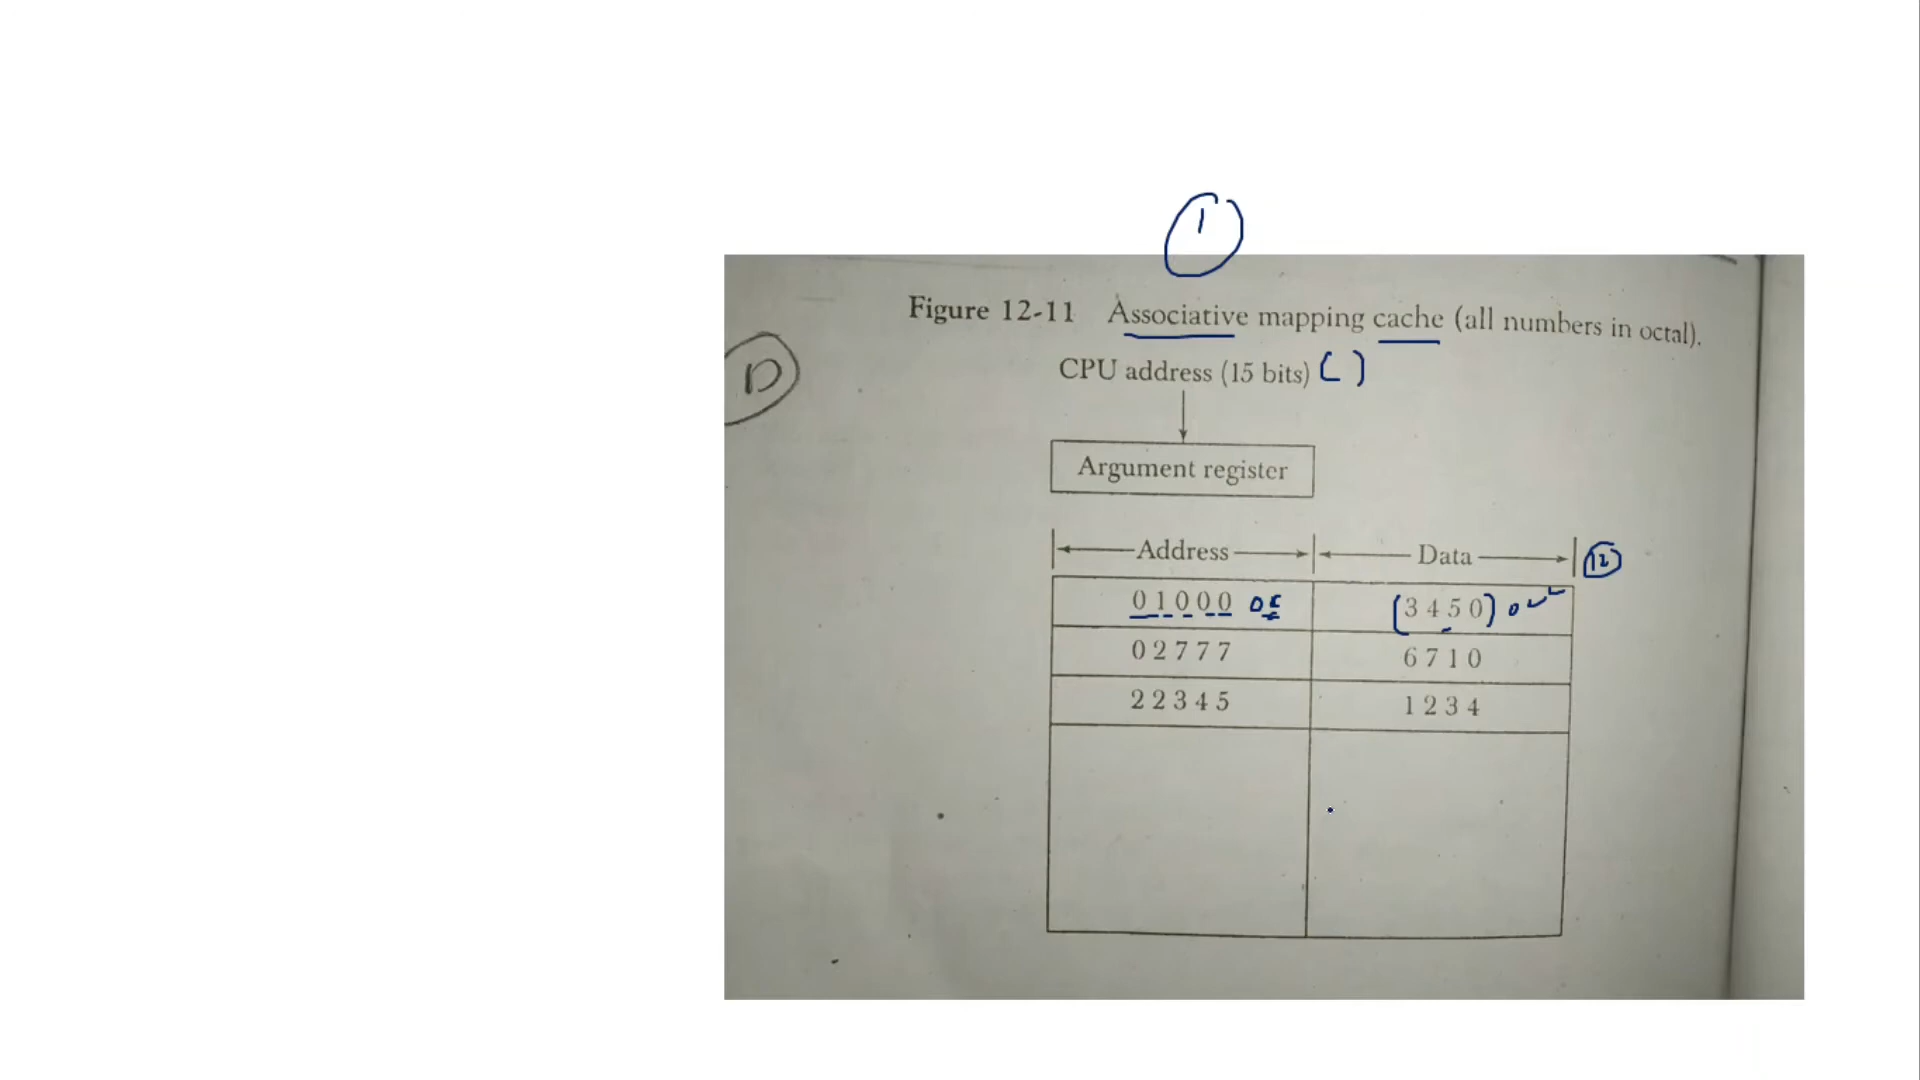 1
Figure 12-11 Associative mapping cache (all numbers in octal).
CPU address (15 bits) ( )
D
Argument register
Address Data 12
01000 (3450)
02777 6710
22345 1234